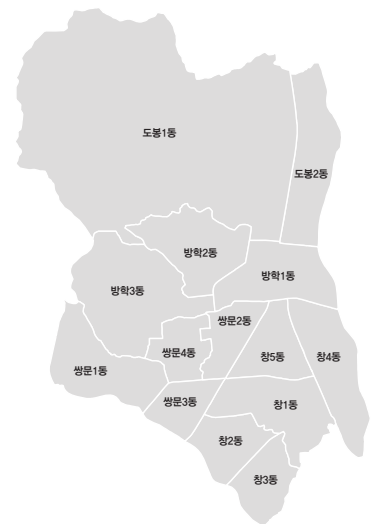 도봉1동
도봉2동
방학2동
방학1동
방학3동
쌍문2동
쌍문4동
창5동
창4동
쌍문1동
쌍문3동
창1동
창2동
창3동